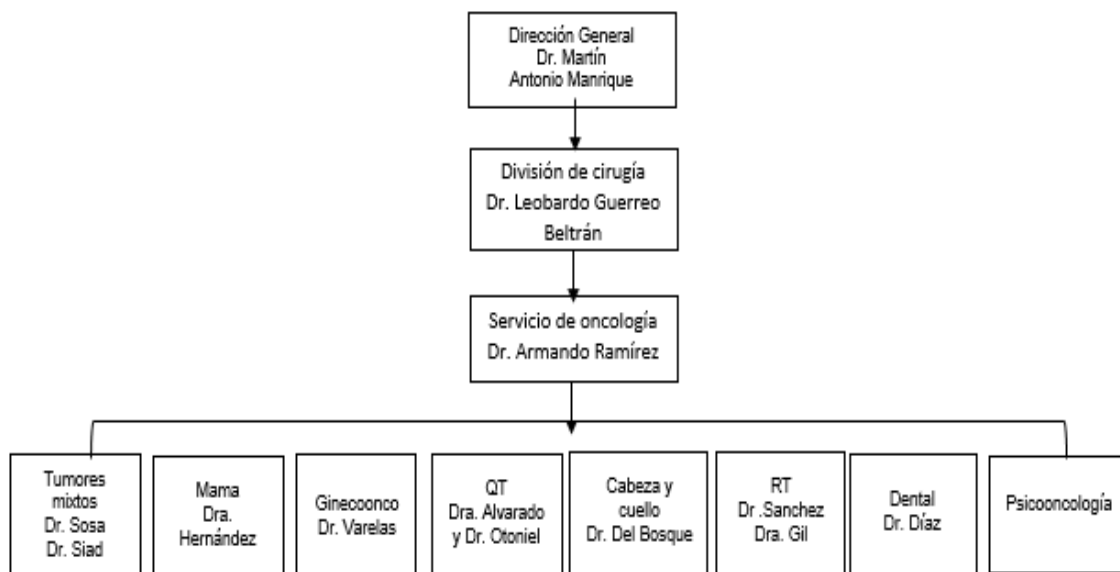 Dirección General
Dr. Martín
Antonio Manrique
División de cirugía
Dr. Leobardo Guerreo
Beltrán
Servicio de oncología
Dr. Armando Ramírez
Tumores
mixtos
Dr. Sosa
Dr. Siad
Mama
Dra.
Hernández
Ginecoonco
Dr. Varelas
QT
Dra. Alvarado
y Dr. Otoniel
Cabeza y
cuello
Dr. Del Bosque
RT
Dr .Sanchez
Dra. Gil
Dental
Dr. Díaz
Psicooncología